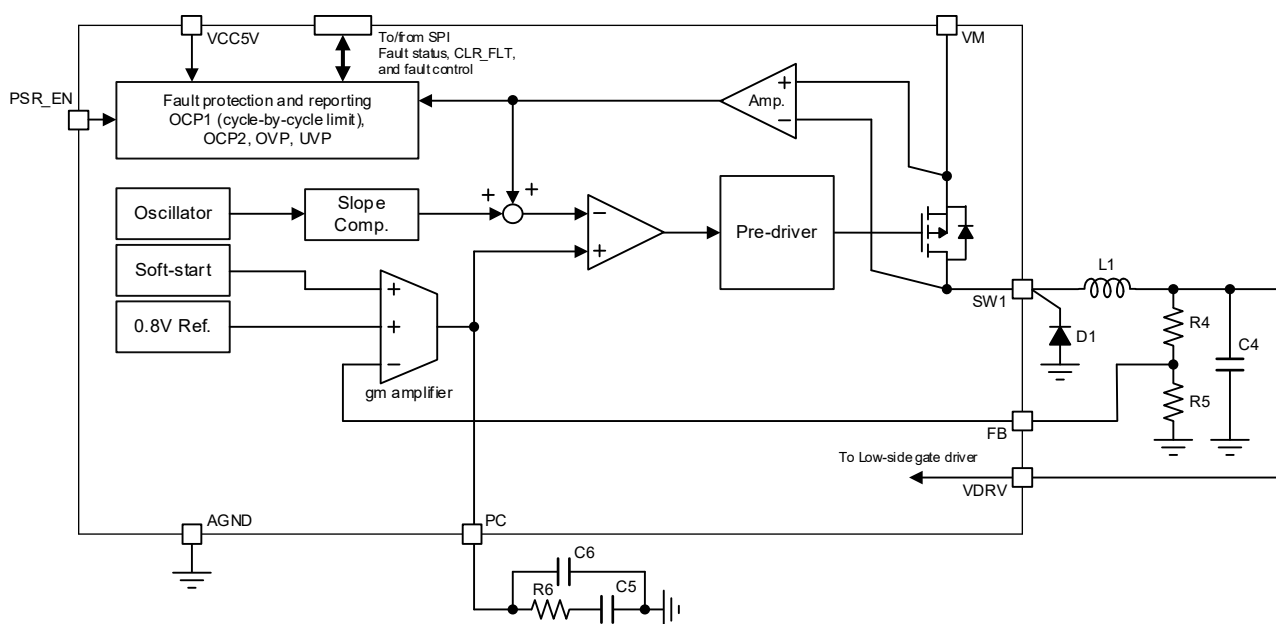 VCC5V
To/from SPI
Fault status, CLR_FLT,
and fault control
VM
PSR_EN
Fault protection and reporting
OCP1 (cycle-by-cycle limit),
OCP2, OVP, UVP
+
Amp.
−
Oscillator
Slope
Comp.
+
+
−
+
Pre-driver
Soft-start
0.8V Ref.
+
+
−
gm amplifier
SW1
L1
D1
R4
C4
R5
FB
To Low-side gate driver
VDRV
AGND
PC
C6
R6
C5